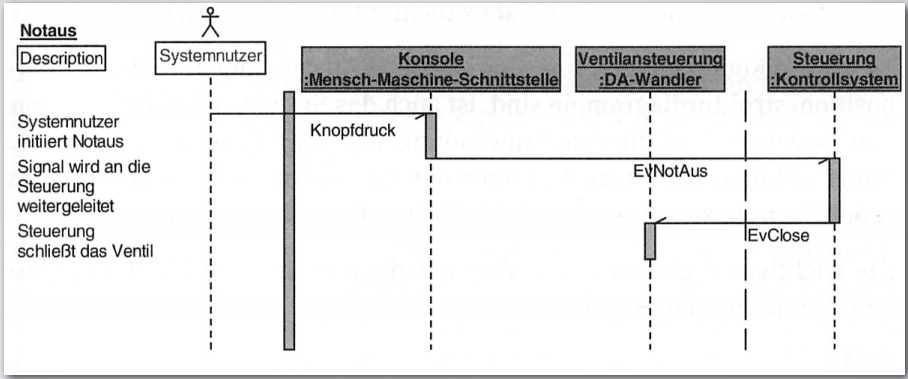 Notaus
Description
Systemnutzer
Konsole
:Mensch-Maschine-Schnittstelle
Ventilansteuerung
:DA-Wandler
Steuerung
:Kontrollsystem
Systemnutzer
initiiert Notaus
Knopfdruck
Signal wird an die
Steuerung
weitergeleitet
EvNotAus
Steuerung
schließt das Ventil
EvClose